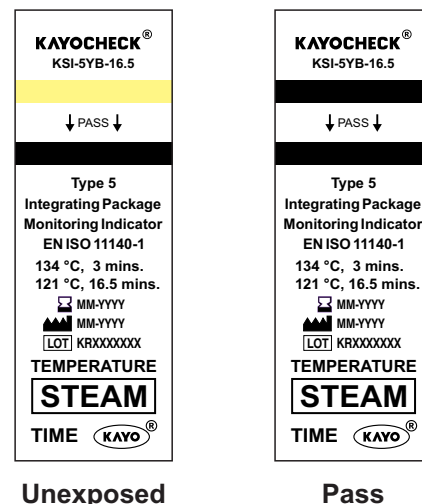 KAYOCHECK®
KSI-5YB-16.5
↓ PASS ↓
Type 5
Integrating Package
Monitoring Indicator
EN ISO 11140-1
134 °C, 3 mins.
121 °C, 16.5 mins.
MM-YYYY
MM-YYYY
LOT KRXXXXXXX
TEMPERATURE
STEAM
TIME KAYO®
Unexposed
KAYOCHECK®
KSI-5YB-16.5
↓ PASS ↓
Type 5
Integrating Package
Monitoring Indicator
EN ISO 11140-1
134 °C, 3 mins.
121 °C, 16.5 mins.
MM-YYYY
MM-YYYY
LOT KRXXXXXXX
TEMPERATURE
STEAM
TIME KAYO®
Pass